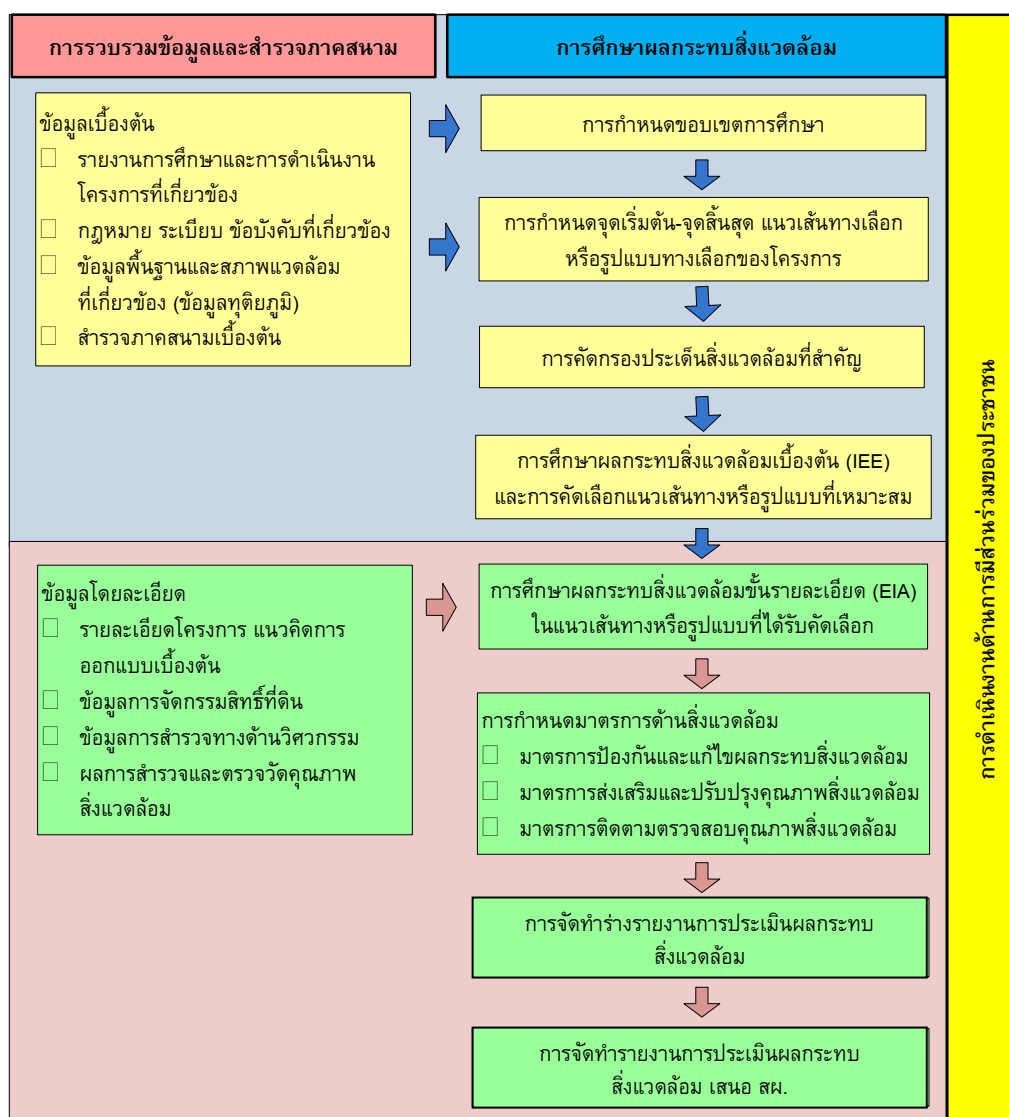 การรวบรวมข้อมูลและสำรวจภาคสนาม
การศึกษาผลกระทบสิ่งแวดล้อม
ข้อมูลเบื้องต้น
รายงานการศึกษาและการดำเนินงาน
โครงการที่เกี่ยวข้อง
กฎหมาย ระเบียบ ข้อบังคับที่เกี่ยวข้อง
ข้อมูลพื้นฐานและสภาพแวดล้อม
ที่เกี่ยวข้อง (ข้อมูลทุติยภูมิ)
สำรวจภาคสนามเบื้องต้น
การกำหนดขอบเขตการศึกษา
การกำหนดจุดเริ่มต้น-จุดสิ้นสุด แนวเส้นทางเลือก
หรือรูปแบบทางเลือกของโครงการ
การคัดกรองประเด็นสิ่งแวดล้อมที่สำคัญ
การศึกษาผลกระทบสิ่งแวดล้อมเบื้องต้น (IEE)
และการคัดเลือกแนวเส้นทางหรือรูปแบบที่เหมาะสม
ข้อมูลโดยละเอียด
รายละเอียดโครงการ แนวคิดการ
ออกแบบเบื้องต้น
ข้อมูลการจัดกรรมสิทธิ์ที่ดิน
ข้อมูลการสำรวจทางด้านวิศวกรรม
ผลการสำรวจและตรวจวัดคุณภาพ
สิ่งแวดล้อม
การศึกษาผลกระทบสิ่งแวดล้อมขั้นรายละเอียด (EIA)
ในแนวเส้นทางหรือรูปแบบที่ได้รับคัดเลือก
การกำหนดมาตรการด้านสิ่งแวดล้อม
มาตรการป้องกันและแก้ไขผลกระทบสิ่งแวดล้อม
มาตรการส่งเสริมและปรับปรุงคุณภาพสิ่งแวดล้อม
มาตรการติดตามตรวจสอบคุณภาพสิ่งแวดล้อม
การจัดทำร่างรายงานการประเมินผลกระทบ
สิ่งแวดล้อม
การจัดทำรายงานการประเมินผลกระทบ
สิ่งแวดล้อม เสนอ สผ.
การดำเนินงานด้านการมีส่วนร่วมของประชาชน